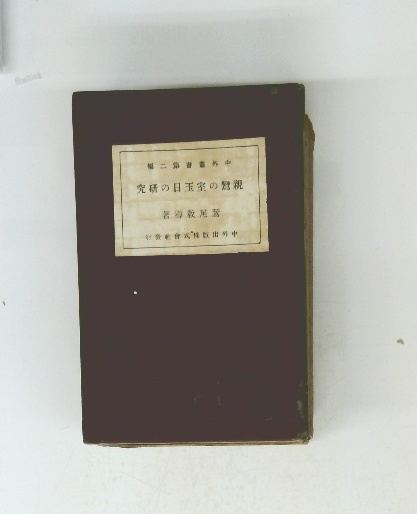 中外叢書第二編
親鸞の室玉日の研究
鷲尾教導著
中外出版株式會社發行